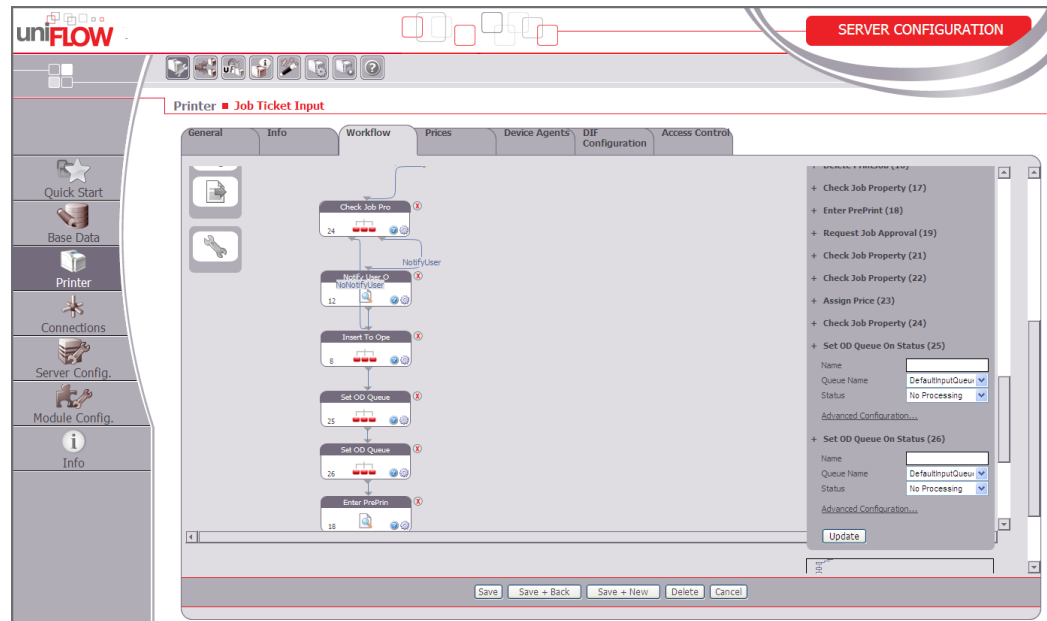 uniFLOW
SERVER CONFIGURATION
Printer ■ Job Ticket Input
General
Info
Workflow
Prices
Device Agents
DIF Configuration
Access Control
Quick Start
Base Data
Printer
Connections
Server Config.
Module Config.
Info
Check Job Pro
24
NotifyUser
Notify User O
NoNotifyUser
12
Insert To Ope
8
Set OD Queue
25
Set OD Queue
26
Enter PrePrin
18
+ Check Job Property (17)
+ Enter PrePrint (18)
+ Request Job Approval (19)
+ Check Job Property (21)
+ Check Job Property (22)
+ Assign Price (23)
+ Check Job Property (24)
+ Set OD Queue On Status (25)
Name
Queue Name DefaultInputQueu
Status No Processing
Advanced Configuration...
+ Set OD Queue On Status (26)
Name
Queue Name DefaultInputQueu
Status No Processing
Advanced Configuration...
Update
Save Save + Back Save + New Delete Cancel